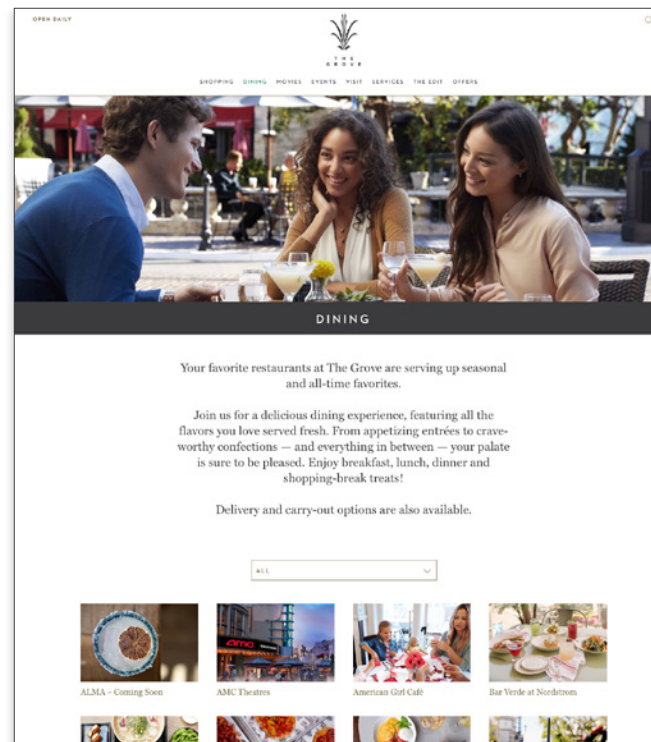 OPEN DAILY
THE
GROVE
SHOPPING DINING MOVIES EVENTS VISIT SERVICES THE EDIT OFFERS
DINING
Your favorite restaurants at The Grove are serving up seasonal
and all-time favorites.
Join us for a delicious dining experience, featuring all the
flavors you love served fresh. From appetizing entrées to crave-
worthy confections — and everything in between — your palate
is sure to be pleased. Enjoy breakfast, lunch, dinner and
shopping-break treats!
Delivery and carry-out options are also available.
ALL
amc
ALMA – Coming Soon
AMC Theatres
American Girl Café
Bar Verde at Nordstrom